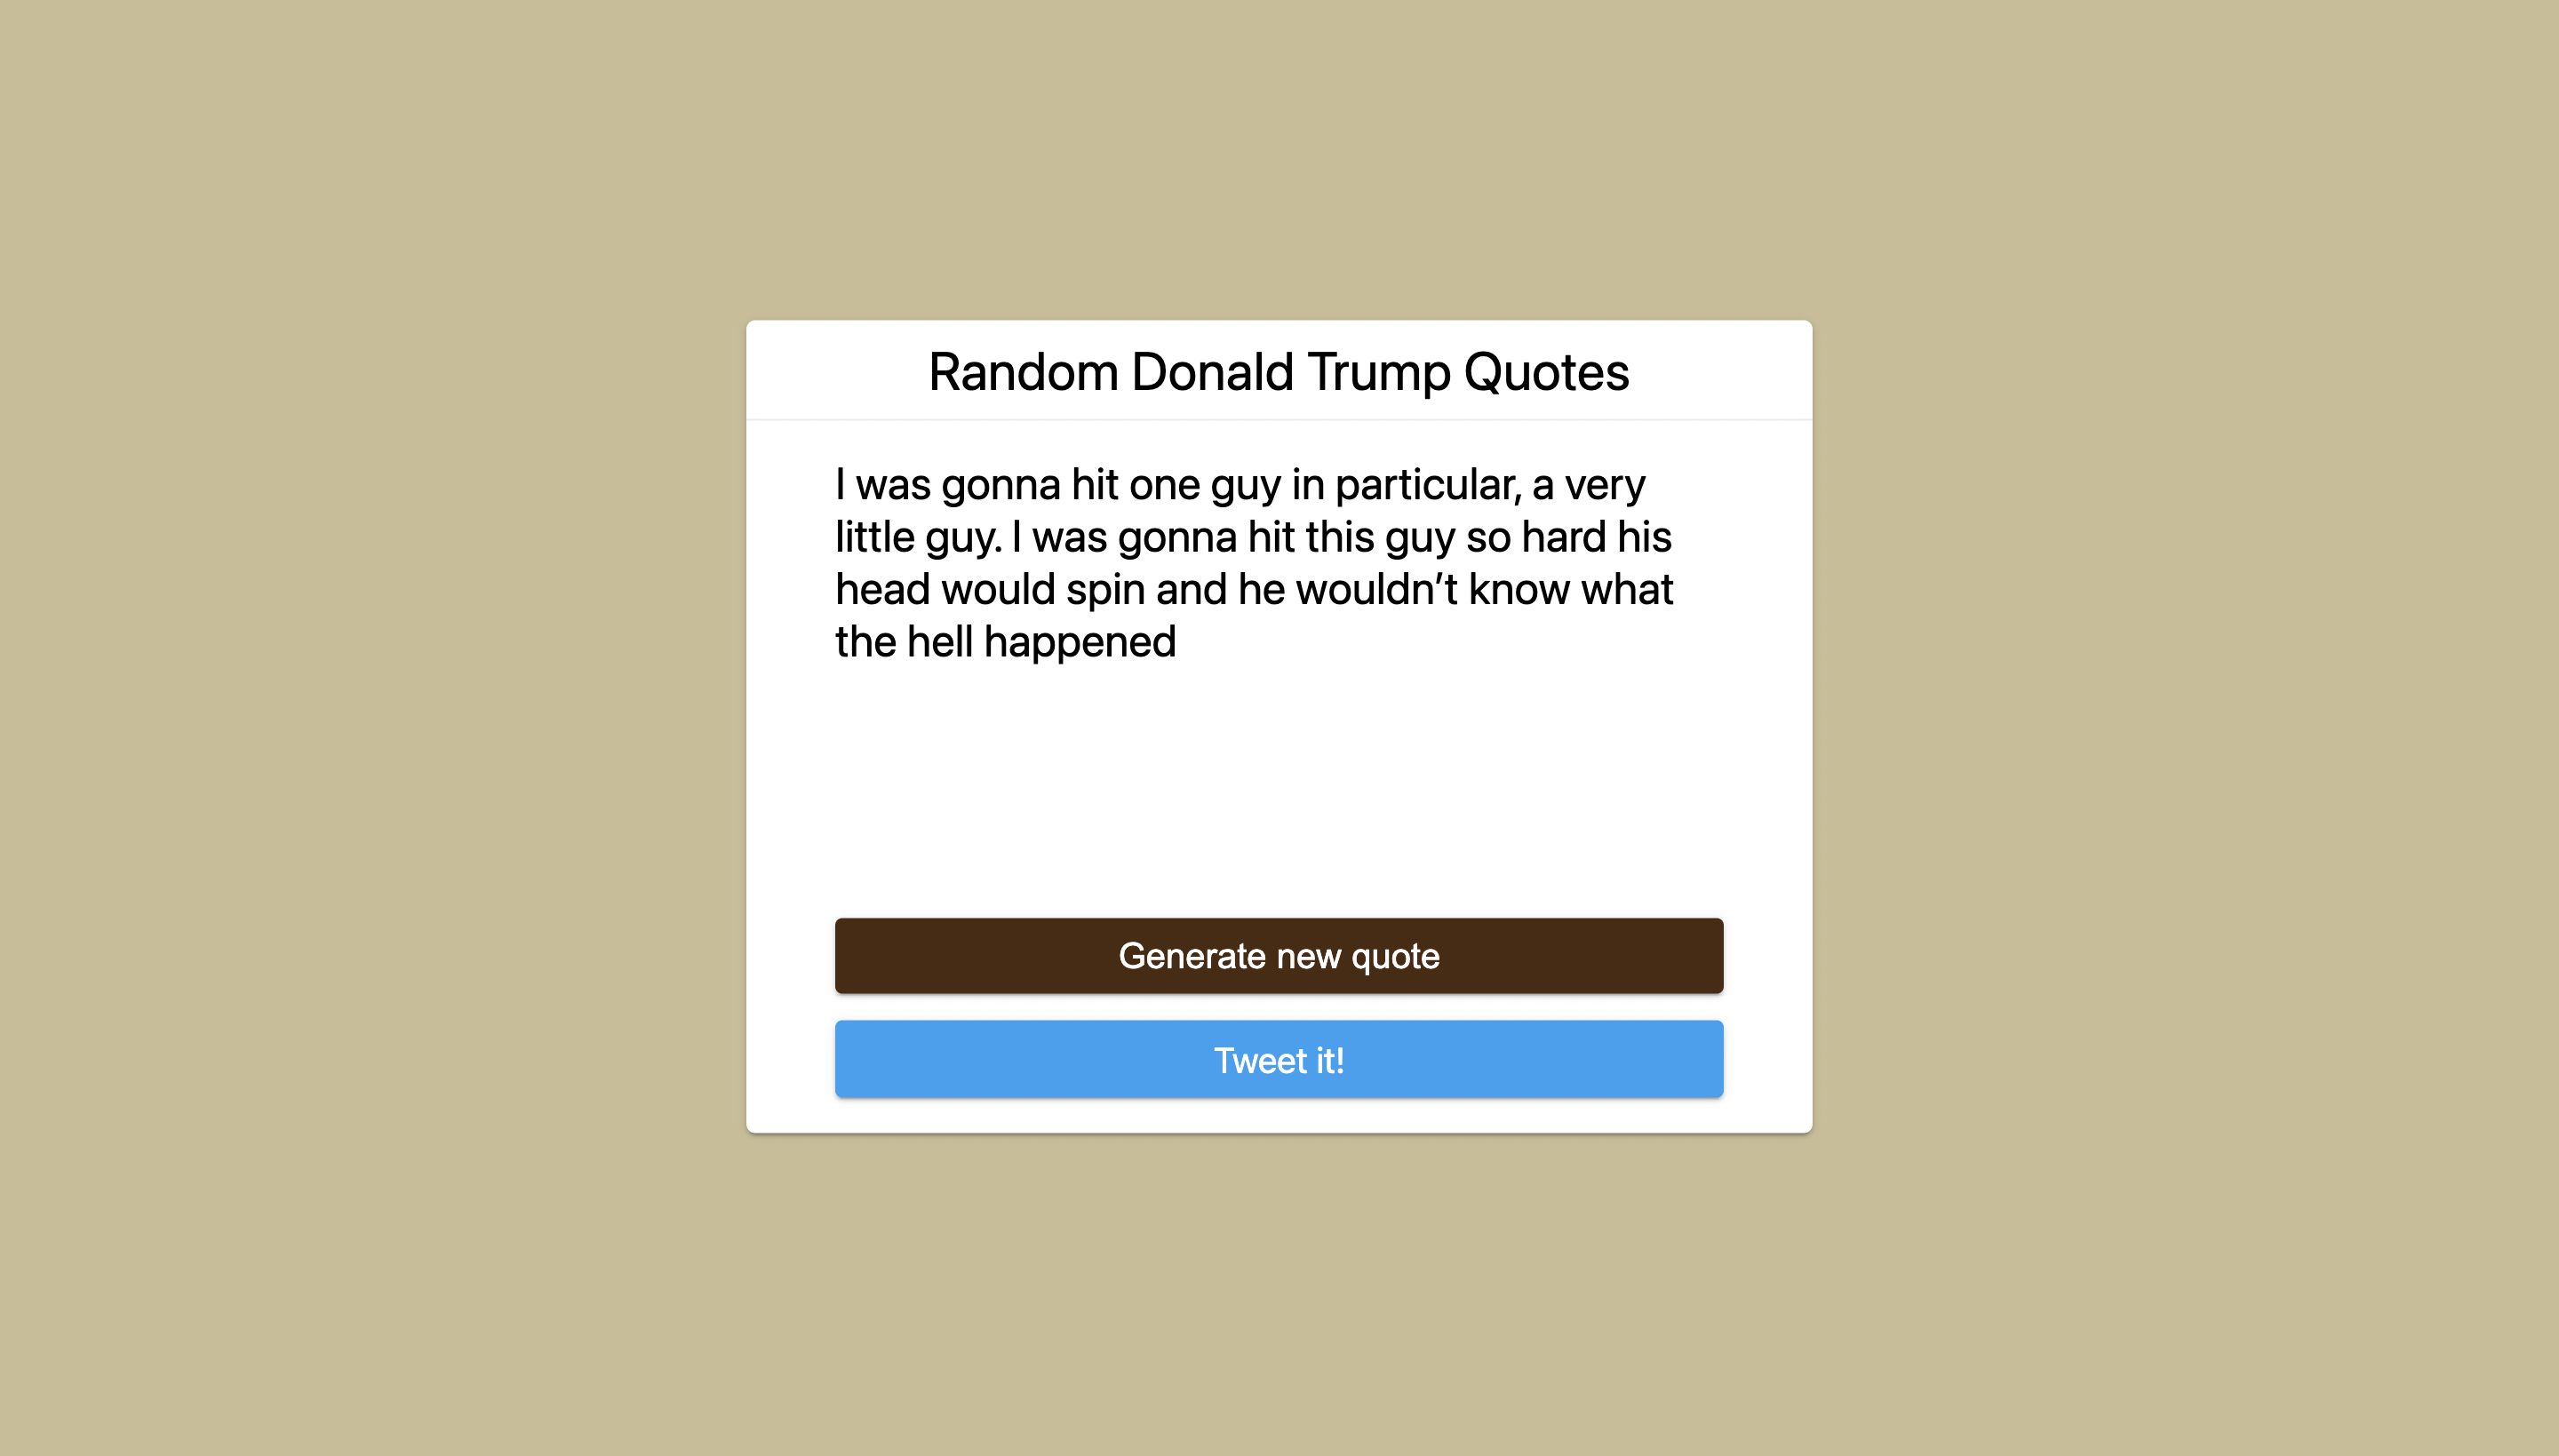 Random Donald Trump Quotes
I was gonna hit one guy in particular, a very
little guy. I was gonna hit this guy so hard his
head would spin and he wouldn’t know what
the hell happened
Generate new quote
Tweet it!